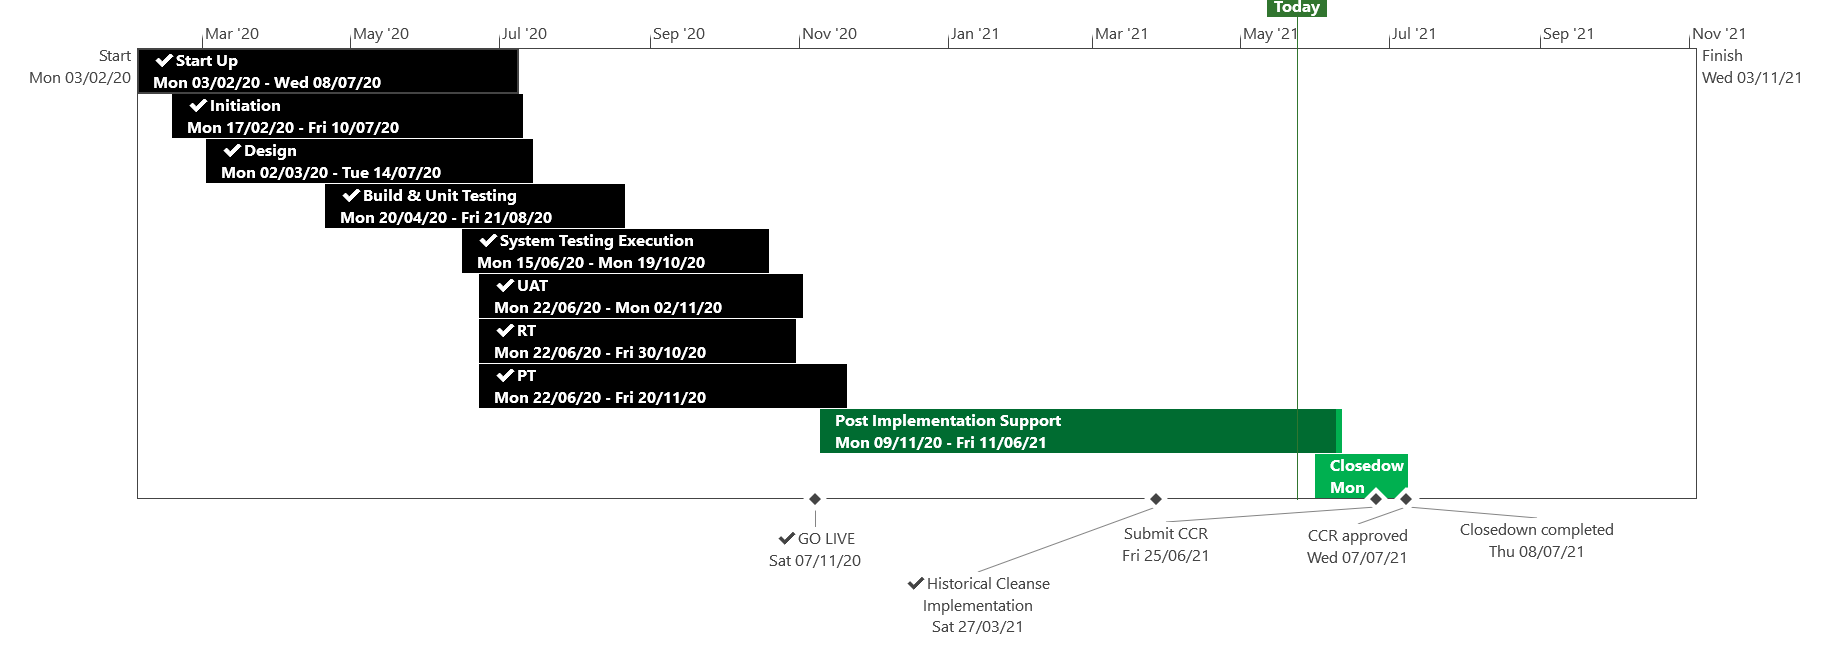 Today
Mar '20
May '20
Jul '20
Sep '20
Nov '20
Jan '21
Mar '21
May '21
Jul '21
Sep '21
Nov '21
Start
Mon 03/02/20
Finish
Wed 03/11/21
Start Up
Mon 03/02/20 - Wed 08/07/20
Initiation
Mon 17/02/20 - Fri 10/07/20
Design
Mon 02/03/20 - Tue 14/07/20
Build & Unit Testing
Mon 20/04/20 - Fri 21/08/20
System Testing Execution
Mon 15/06/20 - Mon 19/10/20
UAT
Mon 22/06/20 - Mon 02/11/20
RT
Mon 22/06/20 - Fri 30/10/20
PT
Mon 22/06/20 - Fri 20/11/20
Post Implementation Support
Mon 09/11/20 - Fri 11/06/21
Closedow
Mon
GO LIVE
Sat 07/11/20
Historical Cleanse
Implementation
Sat 27/03/21
Submit CCR
Fri 25/06/21
CCR approved
Wed 07/07/21
Closedown completed
Thu 08/07/21